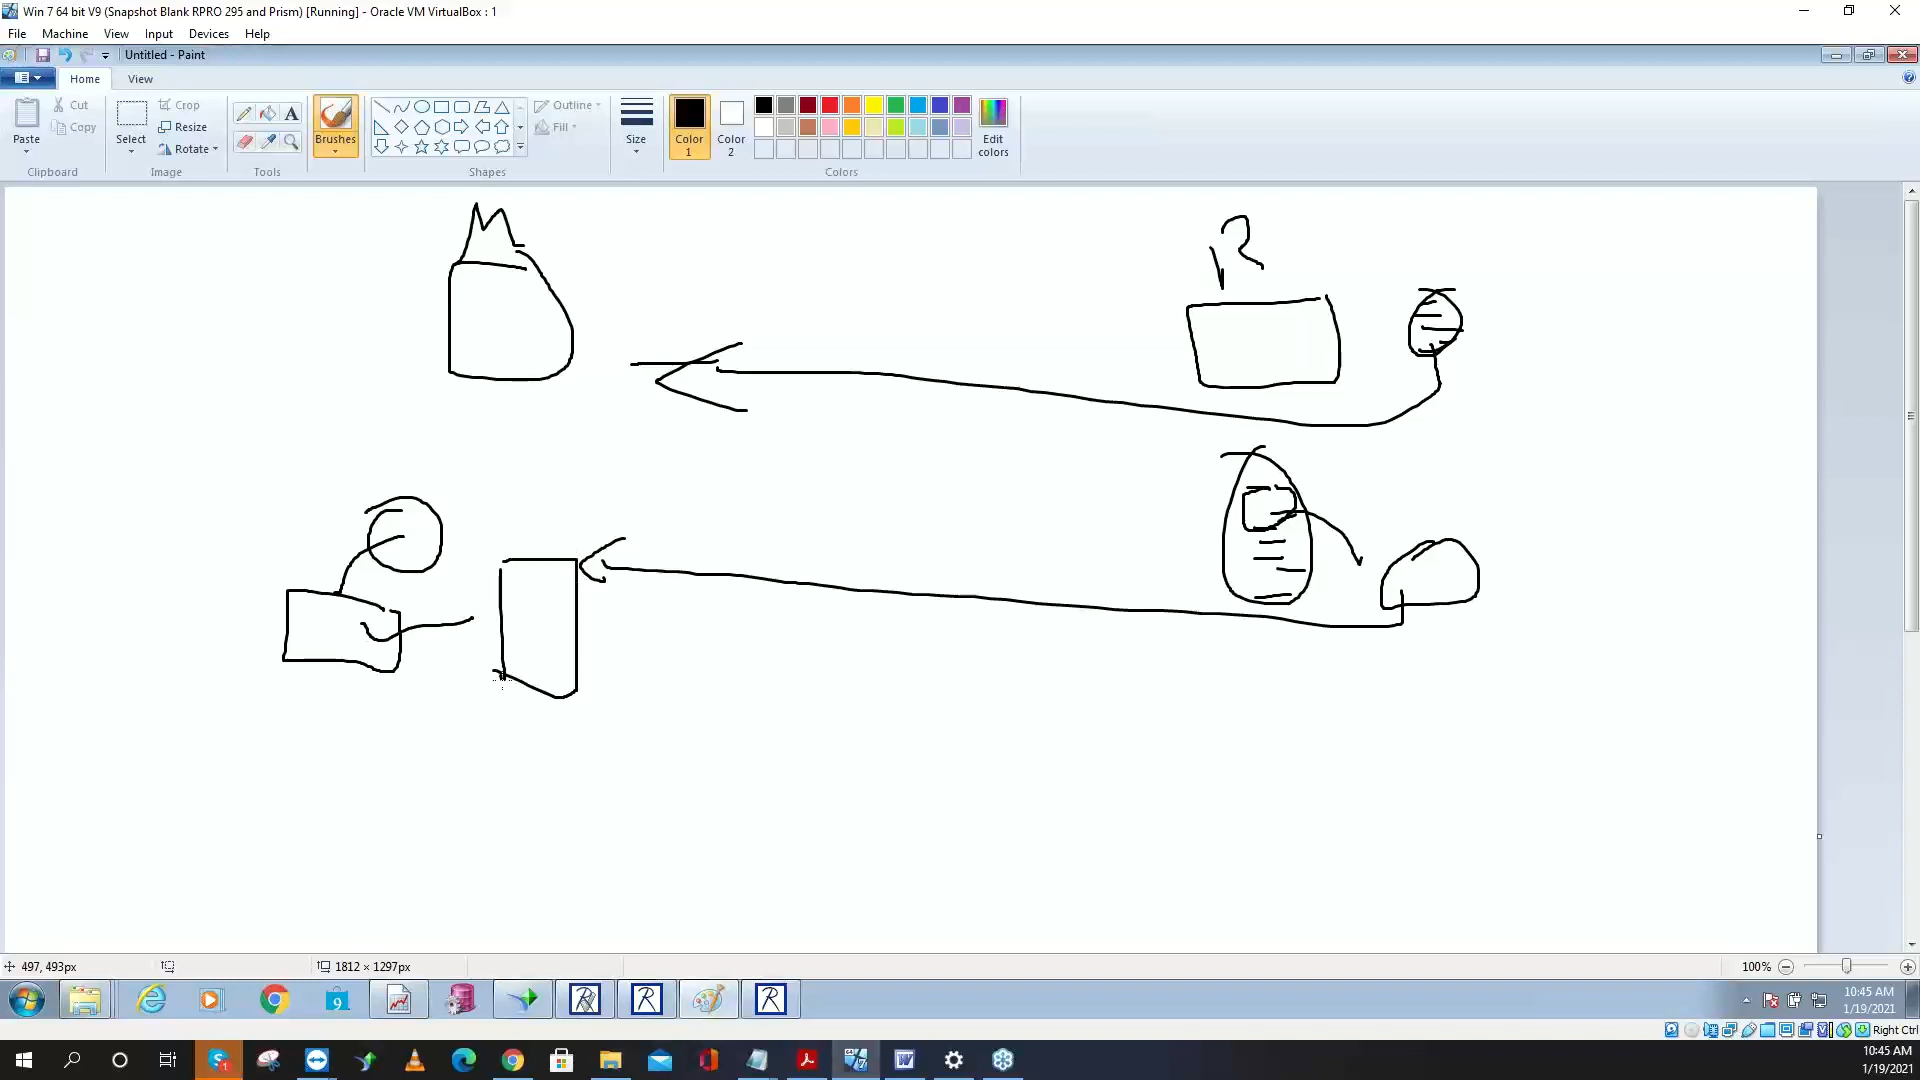 Win 7 64 bit V9 (Snapshot Blank RPRO 295 and Prism) [Running] - Oracle VM VirtualBox : 1
File Machine View Input Devices Help
Untitled - Paint
Home View
Cut
Copy
Paste
Clipboard
Select
Crop
Resize
Rotate
Image
A
Tools
Brushes
Outline
Fill
Shapes
Size
Color 1
Color 2
Edit colors
Colors
M
R
497, 493px
1812 × 1297px
100%
9
R
R
R
10:45 AM
1/19/2021
Right Ctrl
10:45 AM
1/19/2021